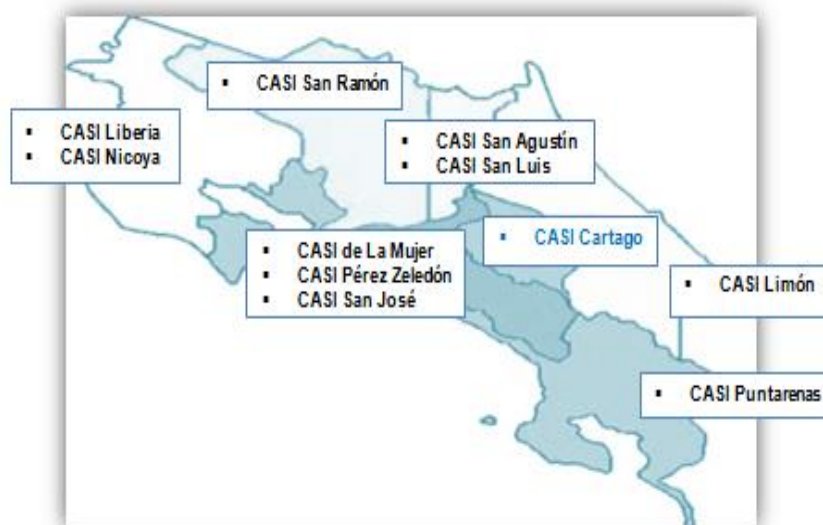 ▪ CASI San Ramón
▪ CASI Liberia
▪ CASI Nicoya
▪ CASI San Agustín
▪ CASI San Luis
▪ CASI de La Mujer
▪ CASI Pérez Zeledón
▪ CASI San José
▪ CASI Cartago
▪ CASI Limón
▪ CASI Puntarenas